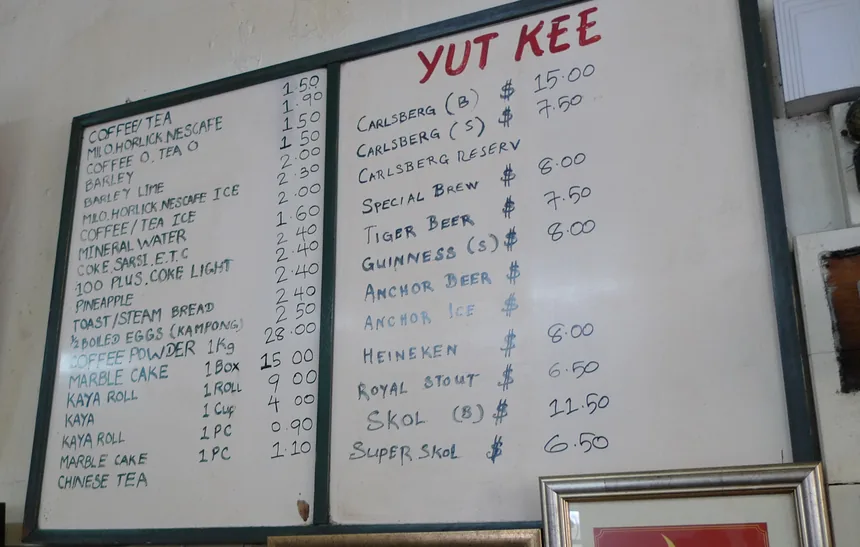 COFFEE/TEA 1.50
MILO.HORLICK.NESCAFE 1.90
COFFEE O. TEA O 1.50
BARLEY 1 50
BARLEY LIME 2.00
MILO.HORLICK.NESCAFE ICE 2.30
COFFEE/TEA ICE 2.00
MINERAL WATER 1.60
COKE.SARSI.E.T.C 2 40
100 PLUS.COKE LIGHT 2.40
PINEAPPLE 2.40
TOAST/STEAM BREAD 2 40
½ BOILED EGGS (KAMPONG) 2 50
COFFEE POWDER 1Kg 28.00
MARBLE CAKE 1Box 15 00
KAYA ROLL 1ROLL 9 00
KAYA 1Cup 4 00
KAYA ROLL 1PC 0.90
MARBLE CAKE 1PC 1.10
CHINESE TEA
YUT KEE
CARLSBERG (B) $ 15.00
CARLSBERG (S) $ 7.50
CARLSBERG RESERV
SPECIAL BREW $ 8.00
TIGER BEER $ 7.50
GUINNESS (S) $ 8.00
ANCHOR BEER $
ANCHOR ICE $
HEINEKEN $ 8.00
ROYAL STOUT $ 6.50
SKOL (B) $ 11.50
SUPER SKOL $ 6.50